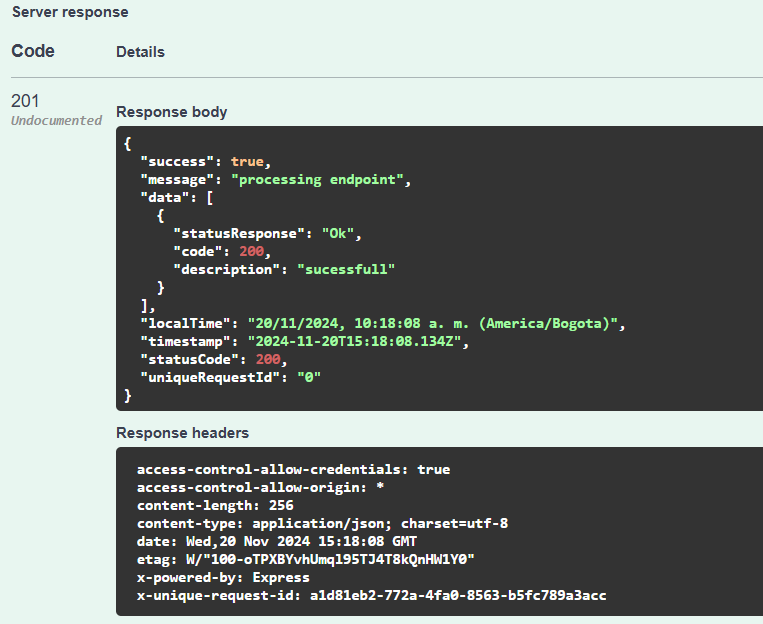 Server response
Code Details
201
Undocumented
Response body
{
"success": true,
"message": "processing endpoint",
"data": [
{
"statusResponse": "Ok",
"code": 200,
"description": "sucessfull"
}
],
"localTime": "20/11/2024, 10:18:08 a. m. (America/Bogota)",
"timestamp": "2024-11-20T15:18:08.134Z",
"statusCode": 200,
"uniqueRequestId": "0"
}
Response headers
access-control-allow-credentials: true
access-control-allow-origin: *
content-length: 256
content-type: application/json; charset=utf-8
date: Wed,20 Nov 2024 15:18:08 GMT
etag: W/"100-oTPXBYvhUmql95TJ4T8kQnHW1Y0"
x-powered-by: Express
x-unique-request-id: a1d81eb2-772a-4fa0-8563-b5fc789a3acc